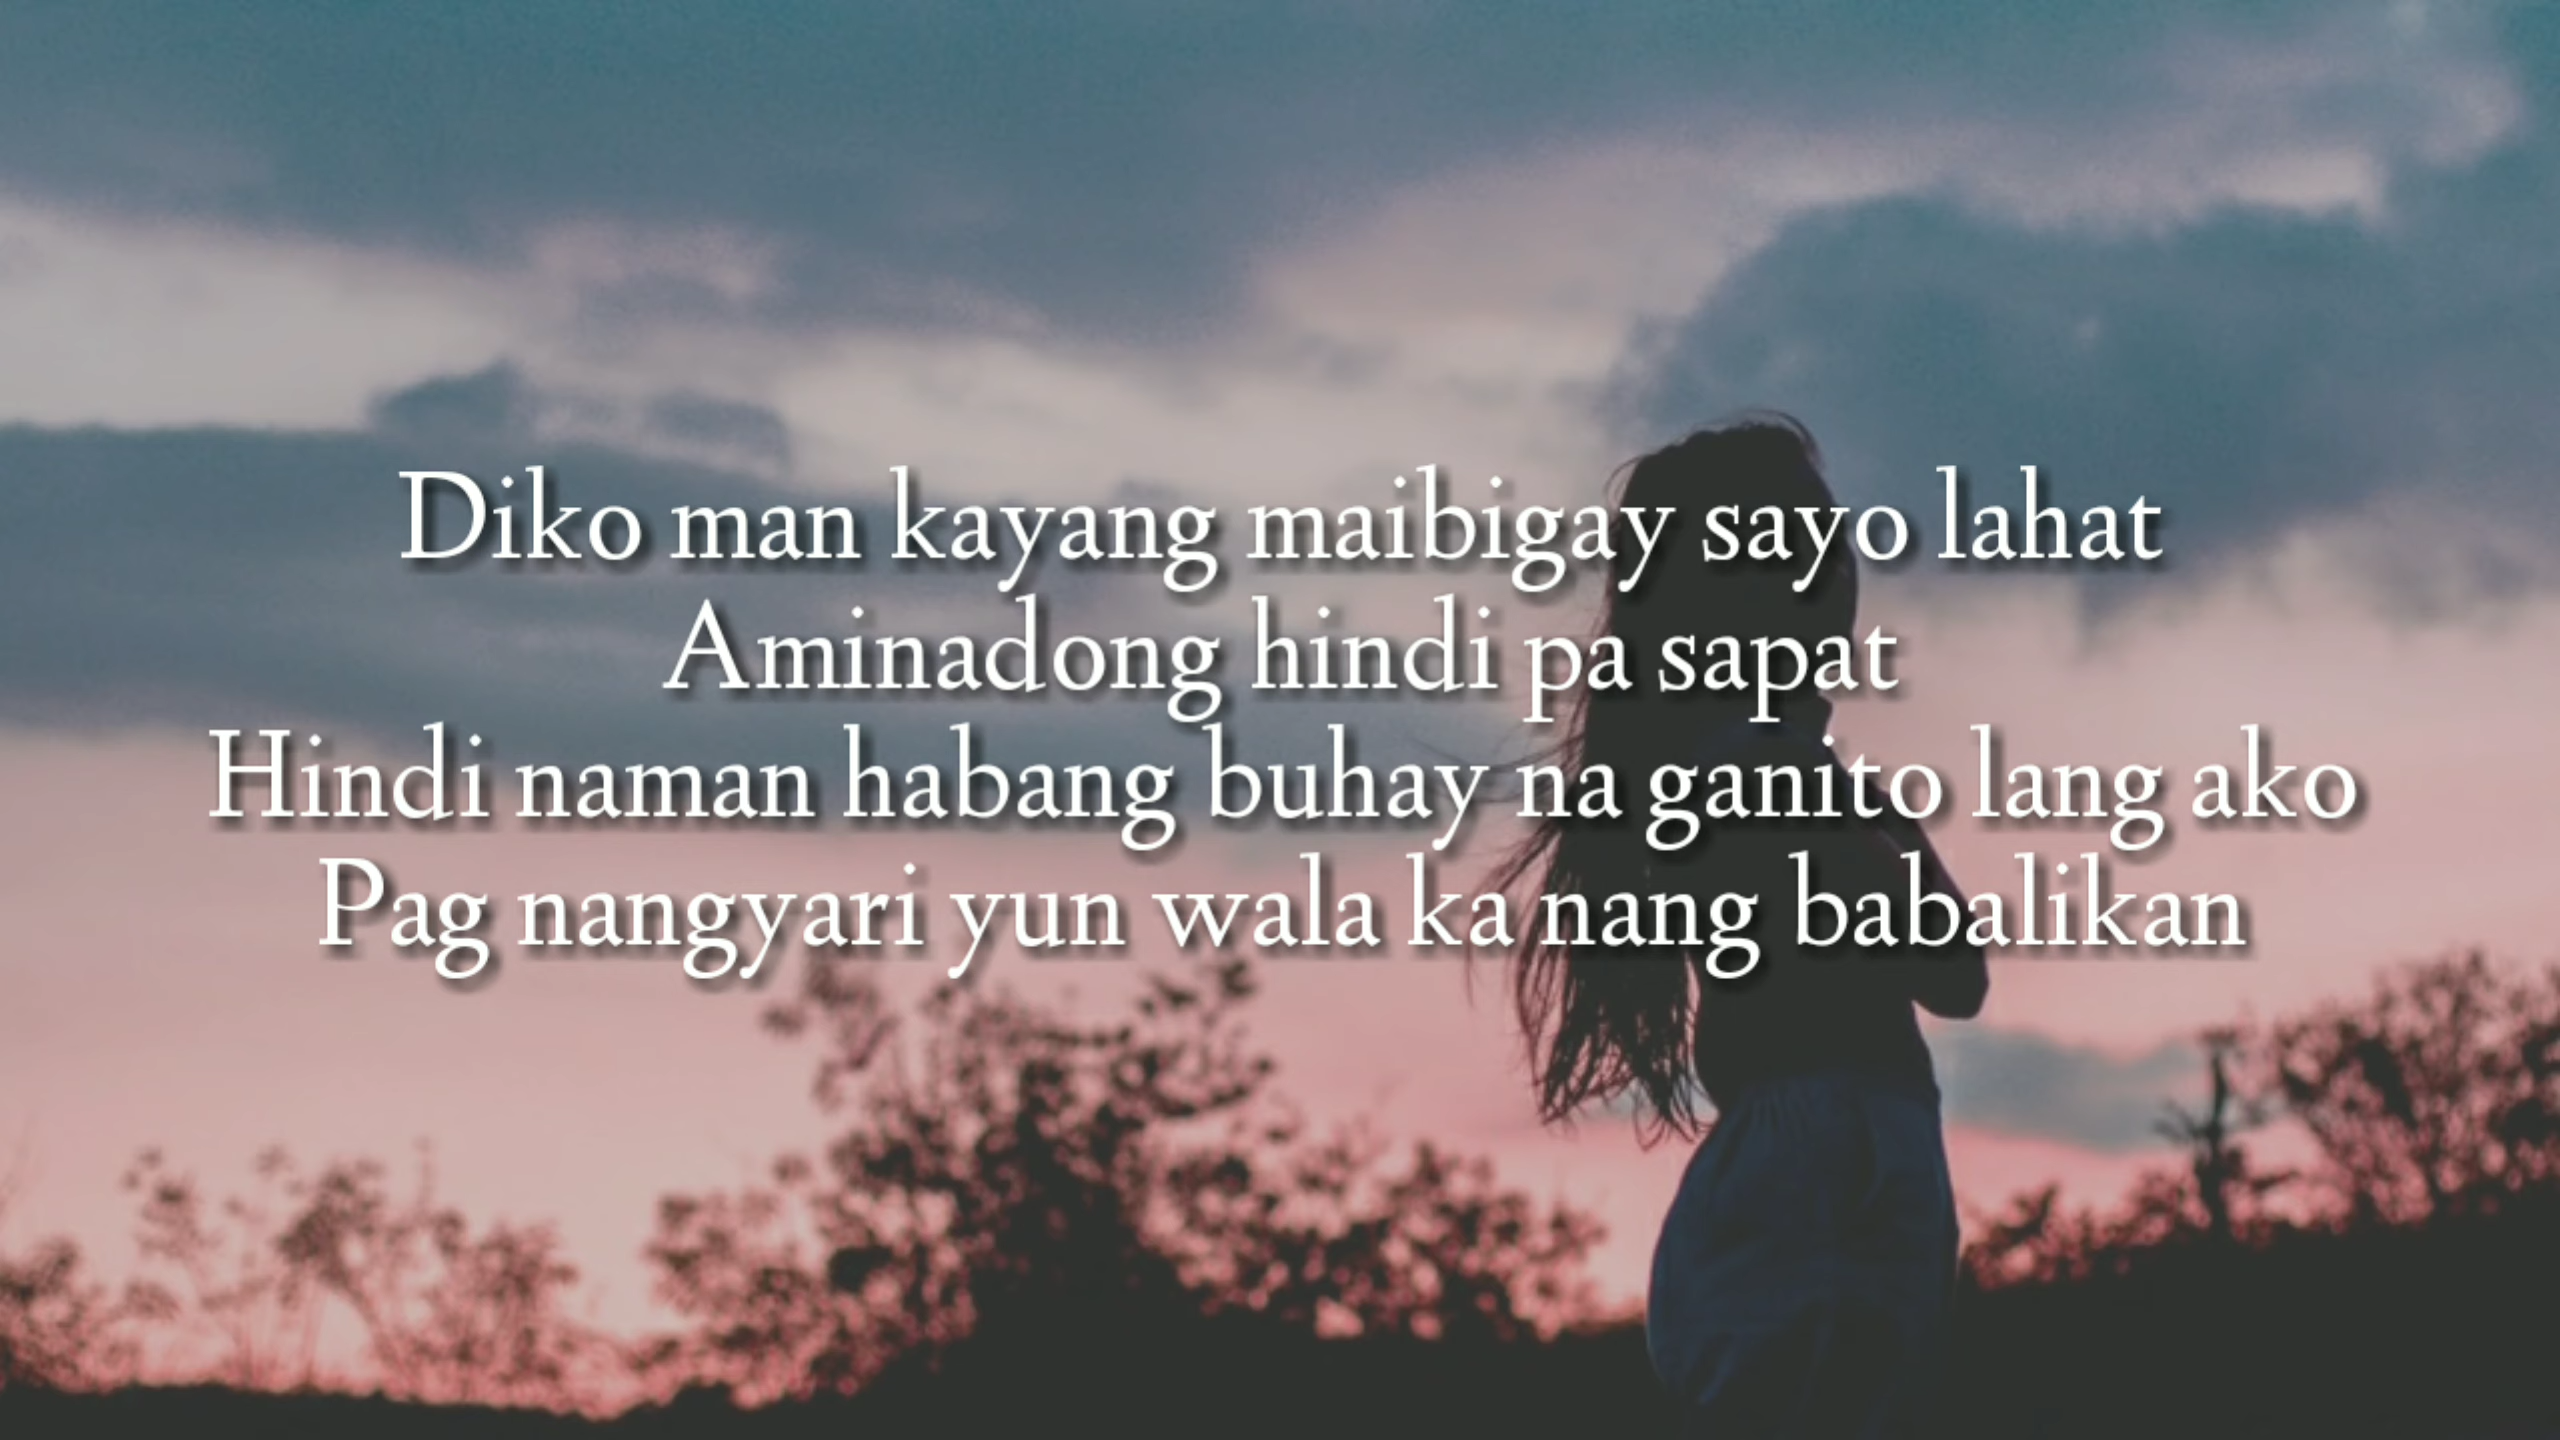 Diko man kayang maibigay sayo lahat
Aminadong hindi pa sapat
Hindi naman habang buhay na ganito lang ako
Pag nangyari yun wala ka nang babalikan